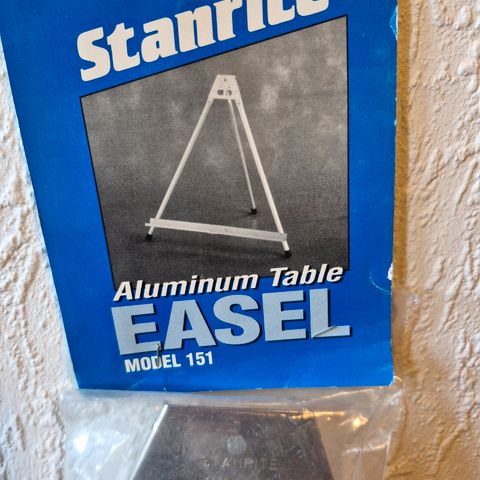 Stanrite
Aluminum Table
EASEL
MODEL 151
STANRITE